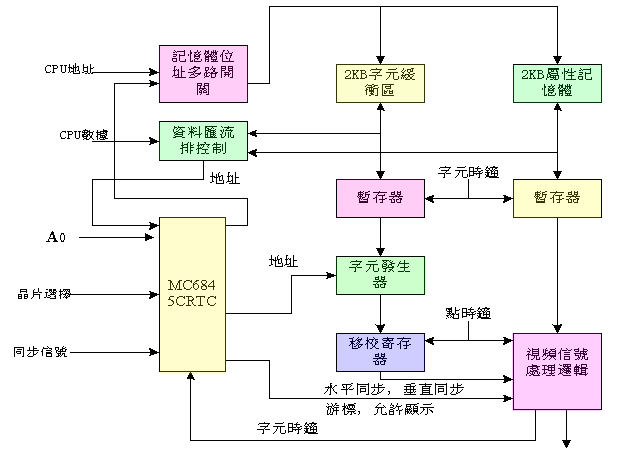 記憶體位
址多路開
關
CPU地址
2KB字元緩
衝區
2KB屬性記
憶體
CPU數據
資料匯流
排控制
地址
字元時鐘
暫存器
暫存器
A0
MC684
5CRTC
地址
字元發生
器
晶片選擇
點時鐘
移校寄存
器
視頻信號
處理邏輯
同步信號
水平同步，垂直同步
游標，允許顯示
字元時鐘